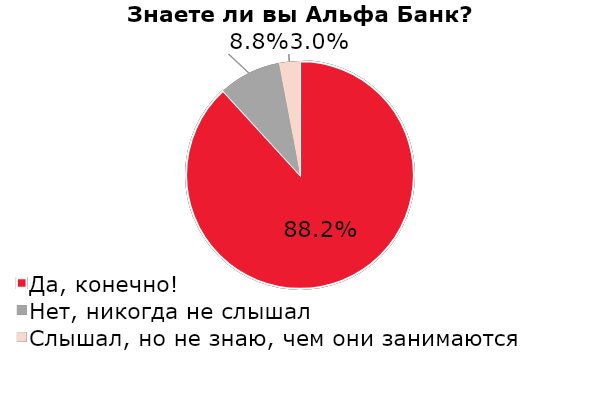 Знаете ли вы Альфа Банк?
8.8% 3.0%
88.2%
Да, конечно!
Нет, никогда не слышал
Слышал, но не знаю, чем они занимаются